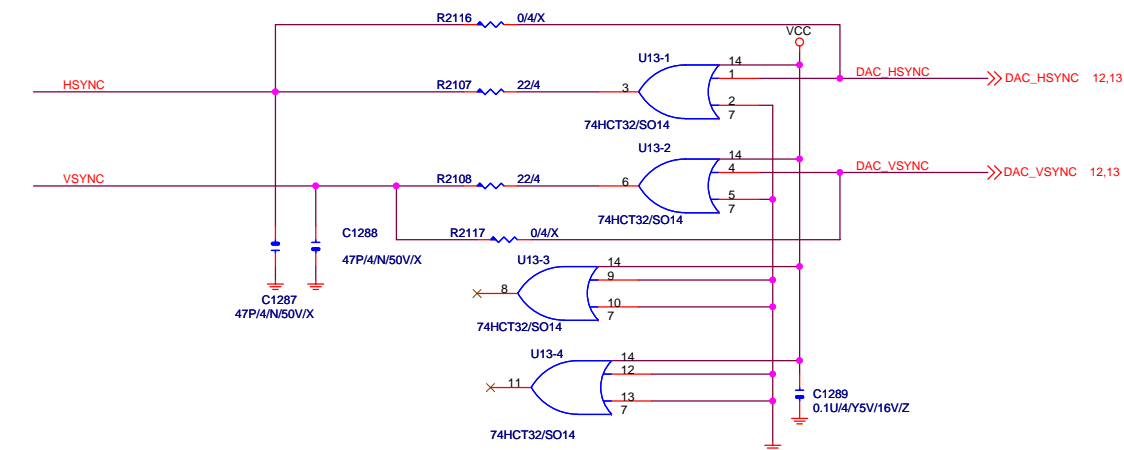 R2116 0/4/X
VCC
U13-1
14
HSYNC R2107 22/4 3 1 DAC_HSYNC DAC_HSYNC 12,13
2
7
74HCT32/SO14
U13-2
14
VSYNC R2108 22/4 6 4 DAC_VSYNC DAC_VSYNC 12,13
5
7
74HCT32/SO14
C1288 R2117 0/4/X
47P/4/N/50V/X
U13-3
14
8 9
10
7
C1287
47P/4/N/50V/X
74HCT32/SO14
U13-4
14
11 12
13
7
C1289
0.1U/4/Y5V/16V/Z
74HCT32/SO14